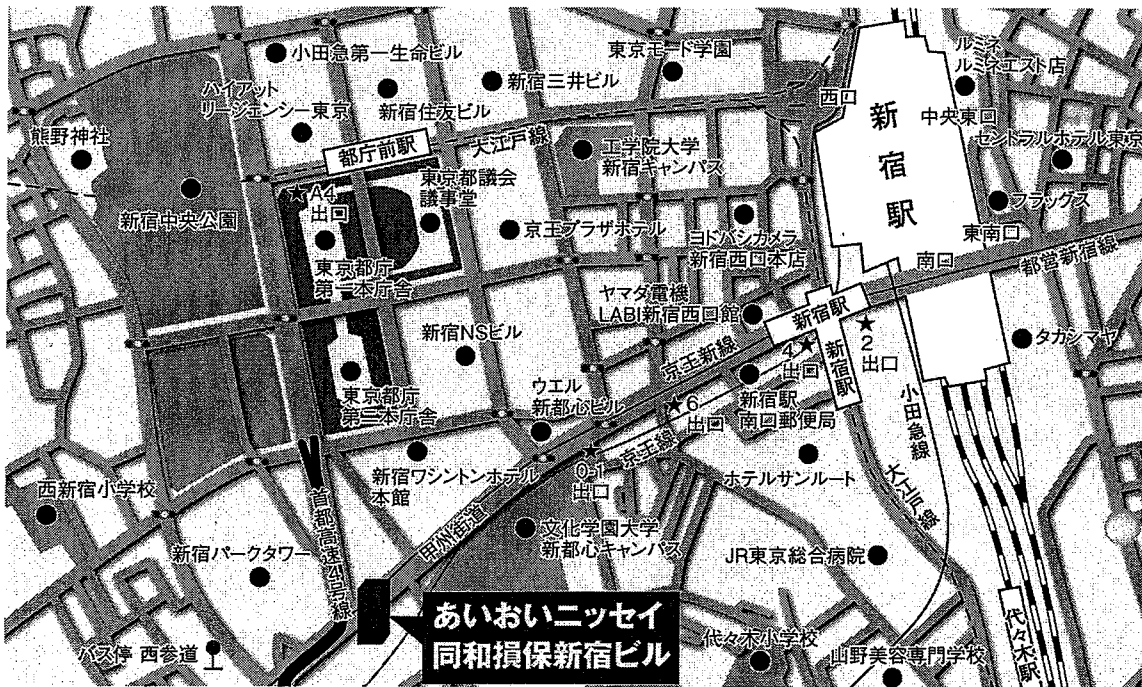 小田急第一生命ビル
東京モード学園
ルミネ
ルミネエスト店
ハイアット
リージェンシー東京
新宿三井ビル
新宿住友ビル
西口
新宿駅
中央東口
セントラルホテル東京
熊野神社
都庁前駅
大江戸線
工学院大学
新宿キャンパス
A4
出口
東京都議会
議事堂
新宿中央公園
京王プラザホテル
ヨドバシカメラ
新宿西口本店
フラッグス
東南口
南口
都営新宿線
東京都庁
第一本庁舎
ヤマダ電機
LABI新宿西口館
新宿駅
新宿NSビル
京王新線
4
出口
新宿駅
2
出口
タカシマヤ
東京都庁
第二本庁舎
ウエル
新都心ビル
6
出口
新宿駅
南口郵便局
小田急線
京王線
新宿ワシントンホテル
本館
0-1
出口
ホテルサンルート
大江戸線
西新宿小学校
首都高速4号線
甲州街道
文化学園大学
新都心キャンパス
新宿パークタワー
JR東京総合病院
あいおいニッセイ
同和損保新宿ビル
代々木小学校
代々木駅
バス停 西参道
山野美容専門学校